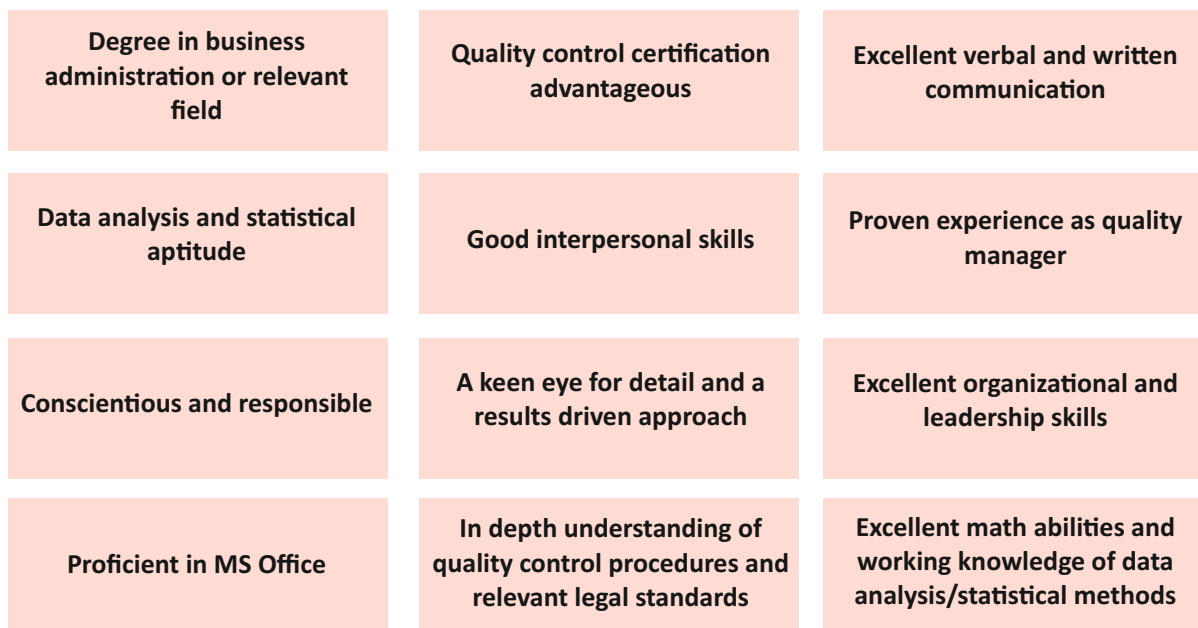 Degree in business
administration or relevant
field
Quality control certification
advantageous
Excellent verbal and written
communication
Data analysis and statistical
aptitude
Good interpersonal skills
Proven experience as quality
manager
Conscientious and responsible
A keen eye for detail and a
results driven approach
Excellent organizational and
leadership skills
Proficient in MS Office
In depth understanding of
quality control procedures and
relevant legal standards
Excellent math abilities and
working knowledge of data
analysis/statistical methods